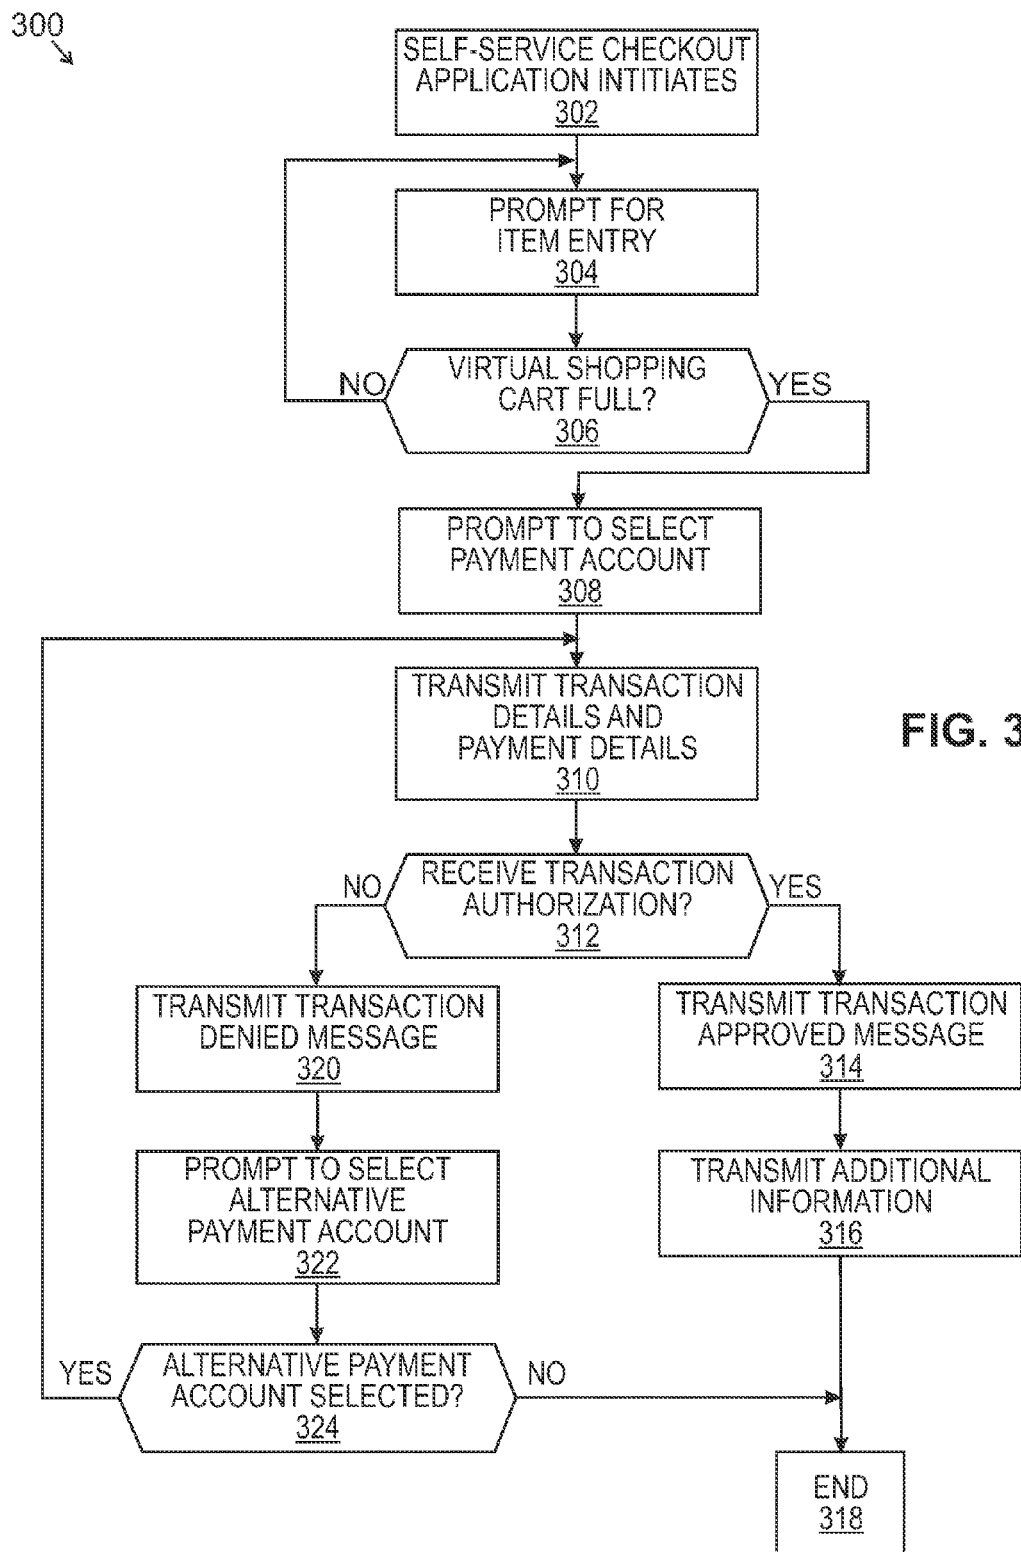 300
SELF-SERVICE CHECKOUT
APPLICATION INTITIATES
302
PROMPT FOR
ITEM ENTRY
304
NO
VIRTUAL SHOPPING
CART FULL?
306
YES
PROMPT TO SELECT
PAYMENT ACCOUNT
308
TRANSMIT TRANSACTION
DETAILS AND
PAYMENT DETAILS
310
FIG. 3
NO
RECEIVE TRANSACTION
AUTHORIZATION?
312
YES
TRANSMIT TRANSACTION
DENIED MESSAGE
320
TRANSMIT TRANSACTION
APPROVED MESSAGE
314
PROMPT TO SELECT
ALTERNATIVE
PAYMENT ACCOUNT
322
TRANSMIT ADDITIONAL
INFORMATION
316
YES
ALTERNATIVE PAYMENT
ACCOUNT SELECTED?
324
NO
END
318